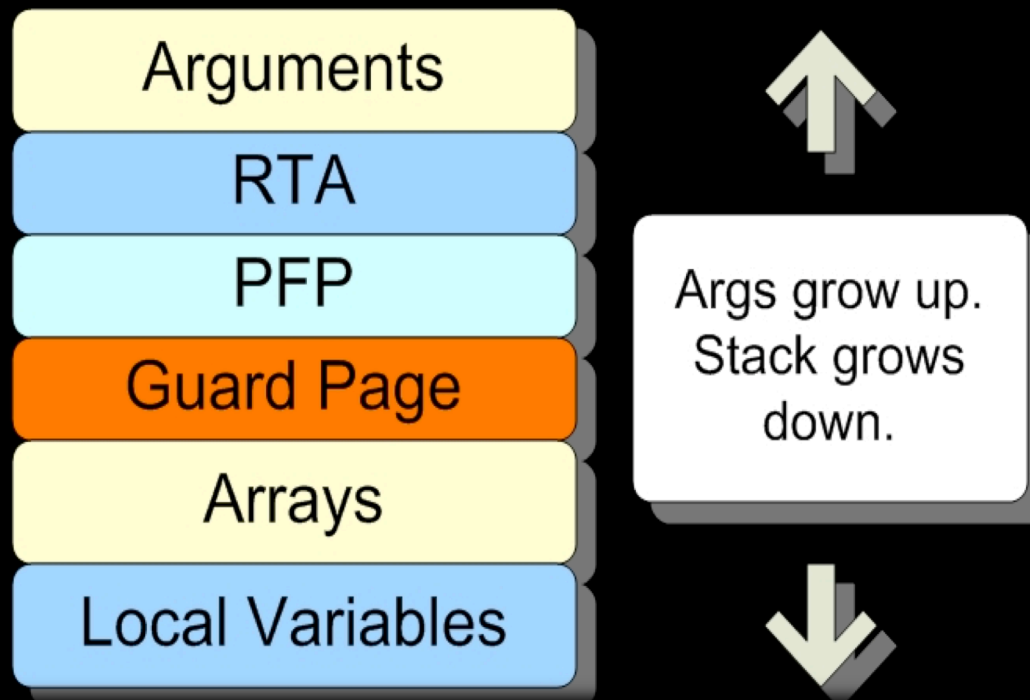 Arguments
RTA
PFP
Guard Page
Arrays
Local Variables
Args grow up.
Stack grows
down.